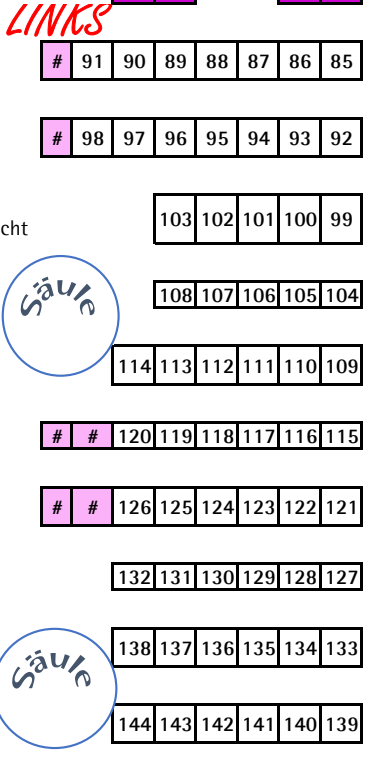 LINKS
# 91 90 89 88 87 86 85
# 98 97 96 95 94 93 92
103 102 101 100 99
cht
108 107 106 105 104
Säule
114 113 112 111 110 109
# # 120 119 118 117 116 115
# # 126 125 124 123 122 121
132 131 130 129 128 127
138 137 136 135 134 133
Säule
144 143 142 141 140 139